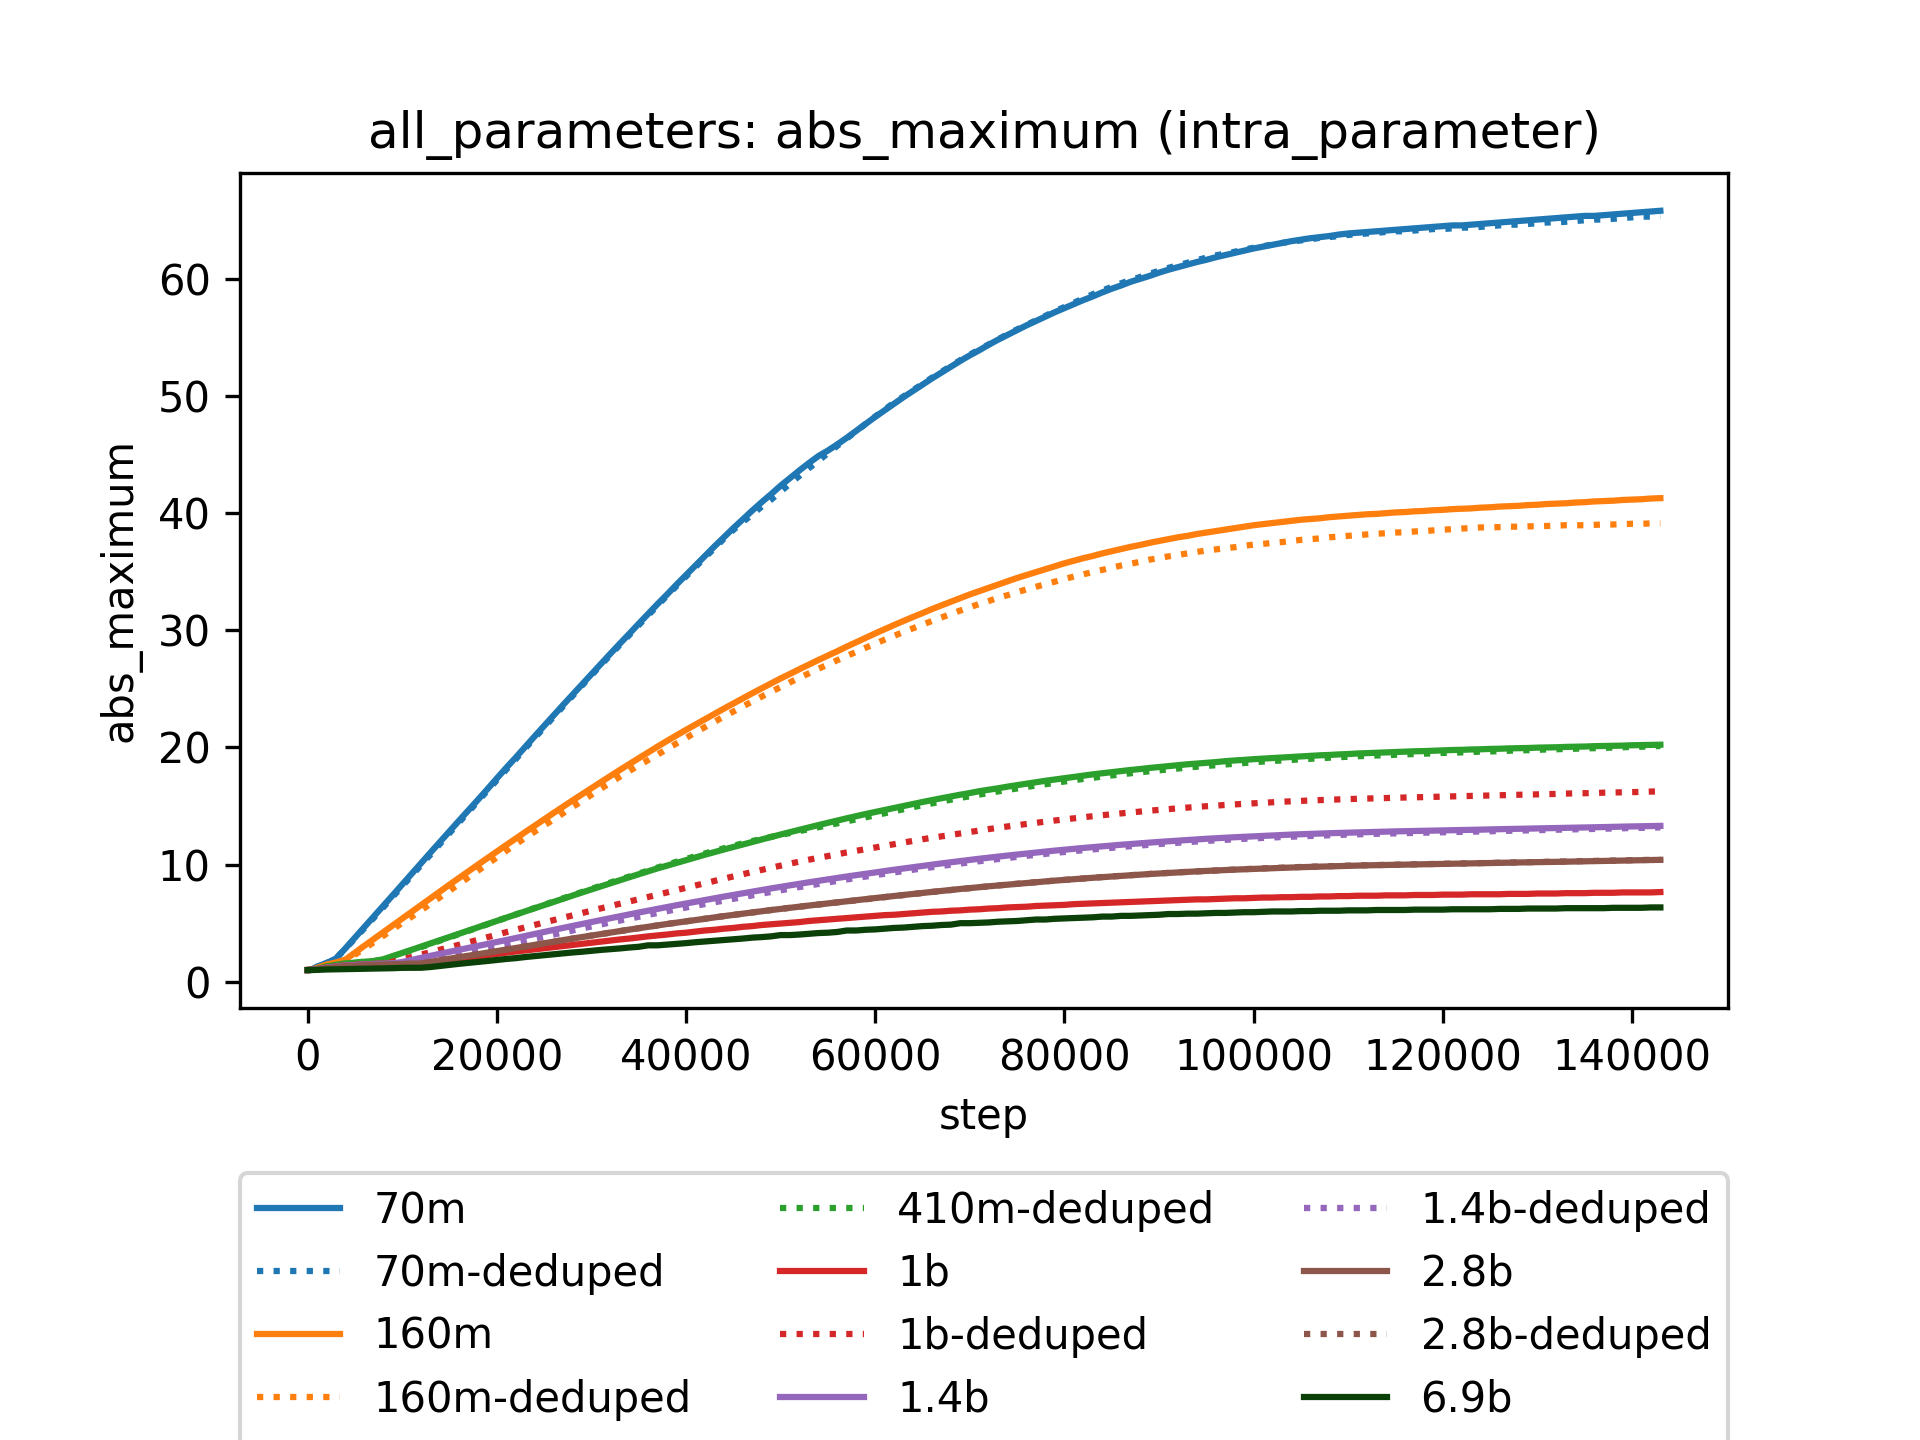 all_parameters: abs_maximum (intra_parameter)
abs_maximum
60
50
40
30
20
10
0
0 20000 40000 60000 80000 100000 120000 140000
step
70m
70m-deduped
160m
160m-deduped
410m-deduped
1b
1b-deduped
1.4b
1.4b-deduped
2.8b
2.8b-deduped
6.9b